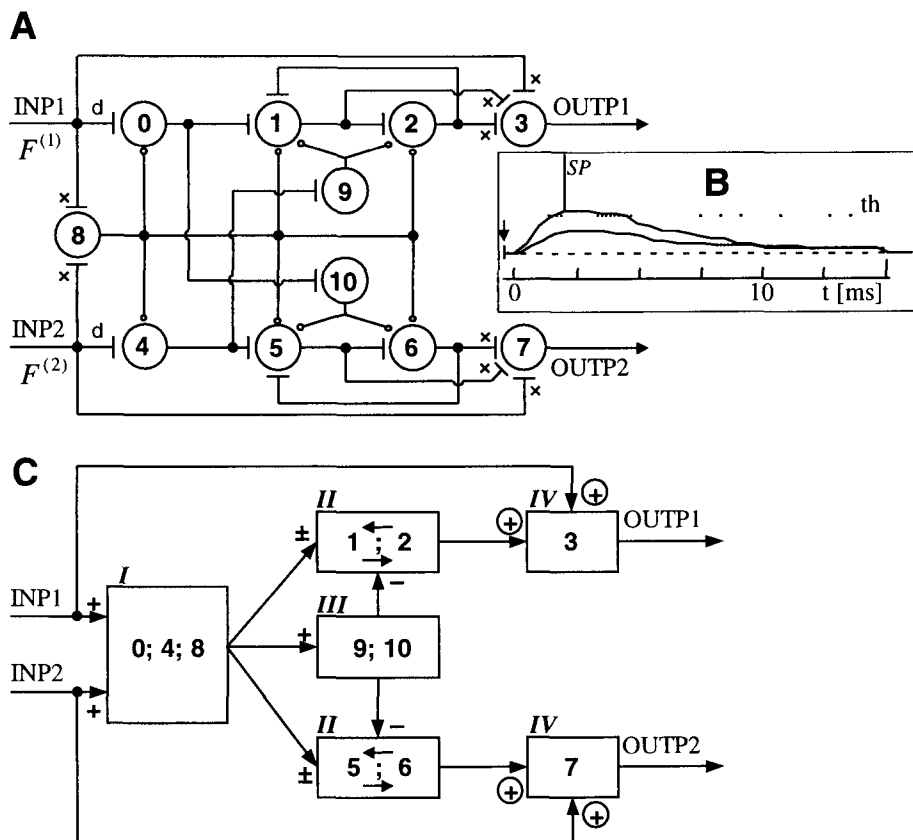 A
INP1 d 0 1 2 3 OUTP1
F(1)
x x x x
9
B
SP
th
0 10 t [ms]
x 8 x
10
INP2 d 4 5 6 7 OUTP2
F(2)
x x x
C
II IV
± 1 ; 2 + 3 + OUTP1
I
INP1 +
III −
0; 4; 8 + 9; 10
INP2 +
II − IV
± 5 ; 6 + 7 + OUTP2